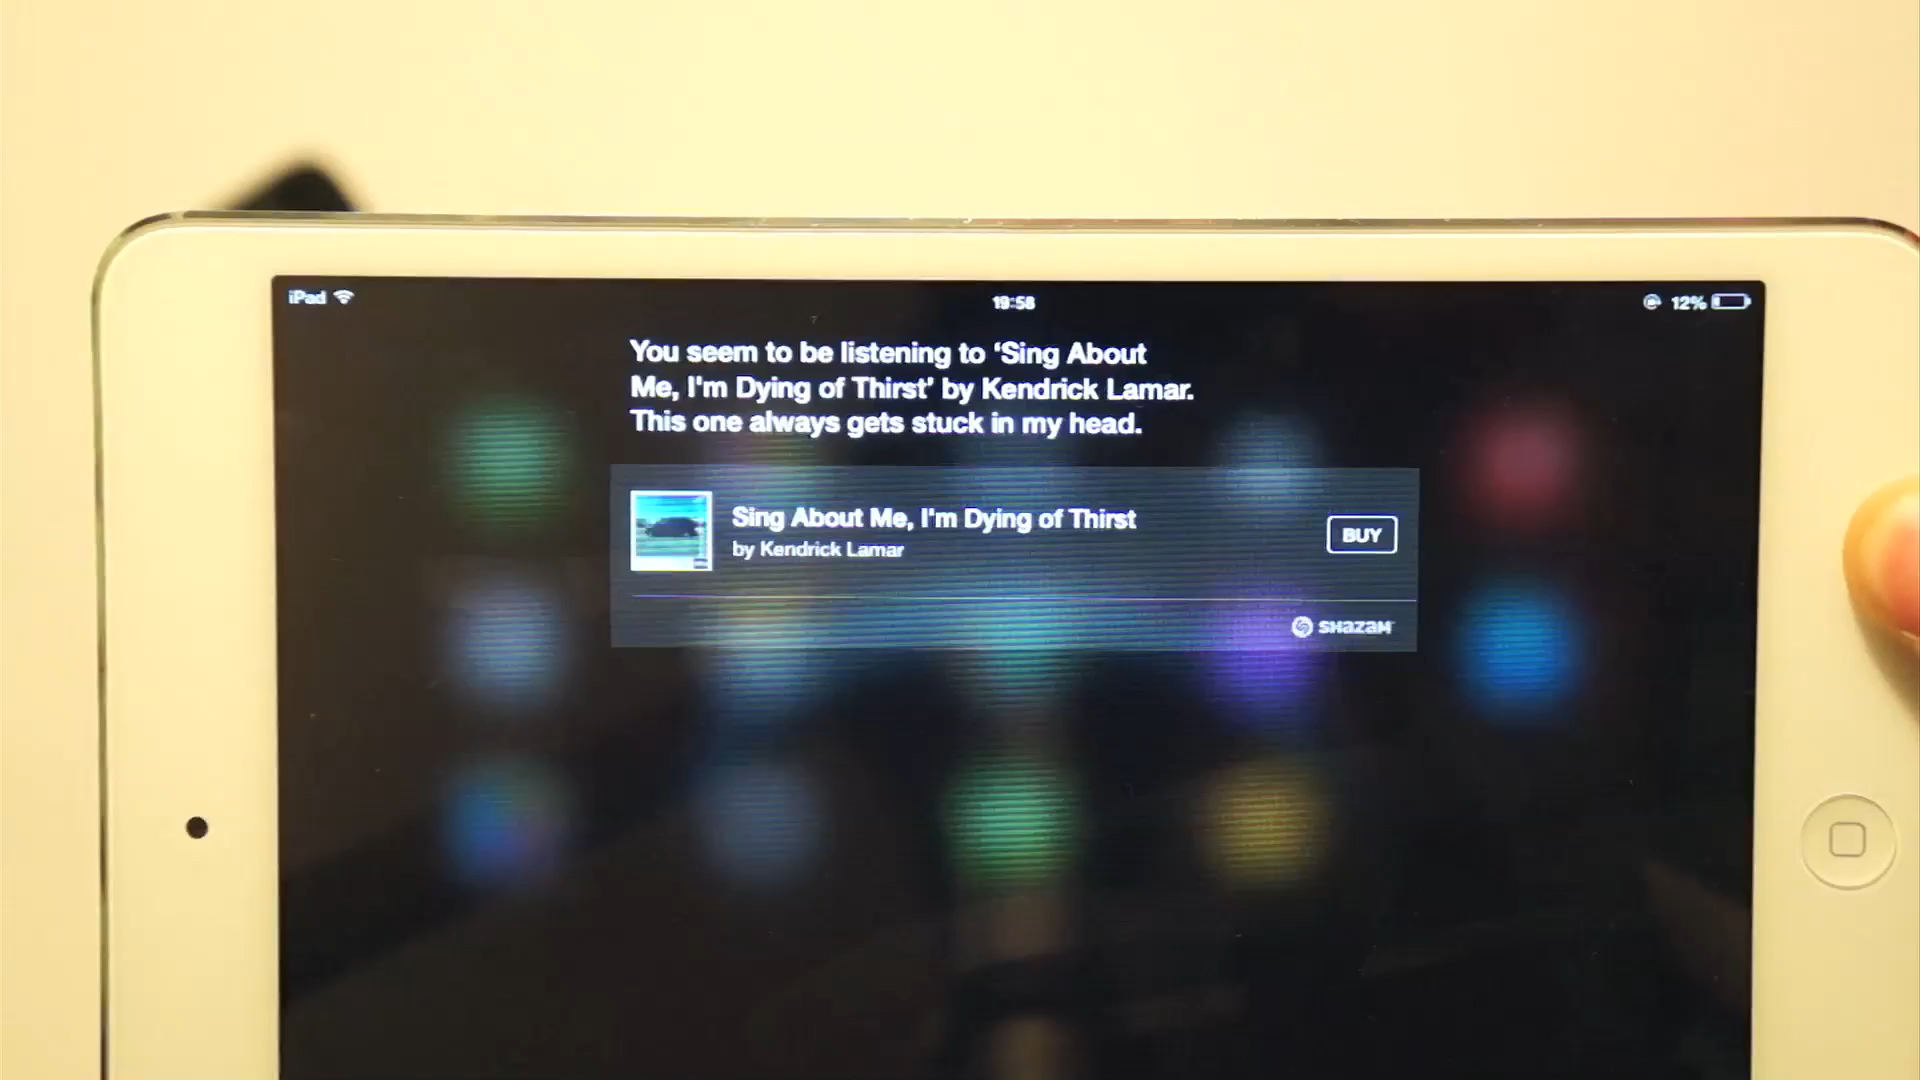 iPad
19:58
12%
You seem to be listening to ‘Sing About
Me, I'm Dying of Thirst’ by Kendrick Lamar.
This one always gets stuck in my head.
Sing About Me, I'm Dying of Thirst
by Kendrick Lamar
BUY
SHAZAM